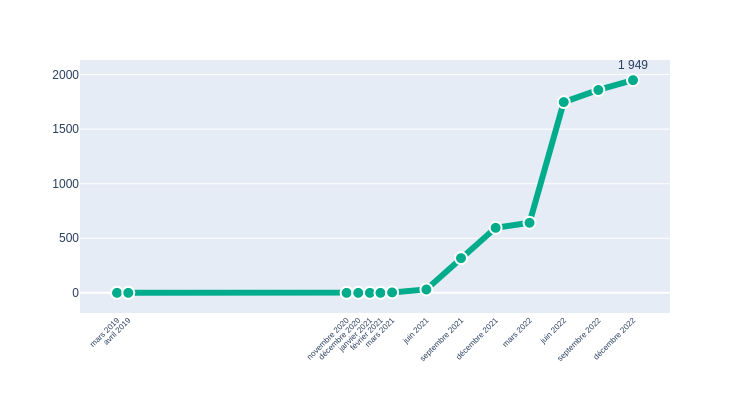 1 949
2000
1500
1000
500
0
mars 2019
avril 2019
novembre 2020
décembre 2020
janvier 2021
février 2021
mars 2021
juin 2021
septembre 2021
décembre 2021
mars 2022
juin 2022
septembre 2022
décembre 2022